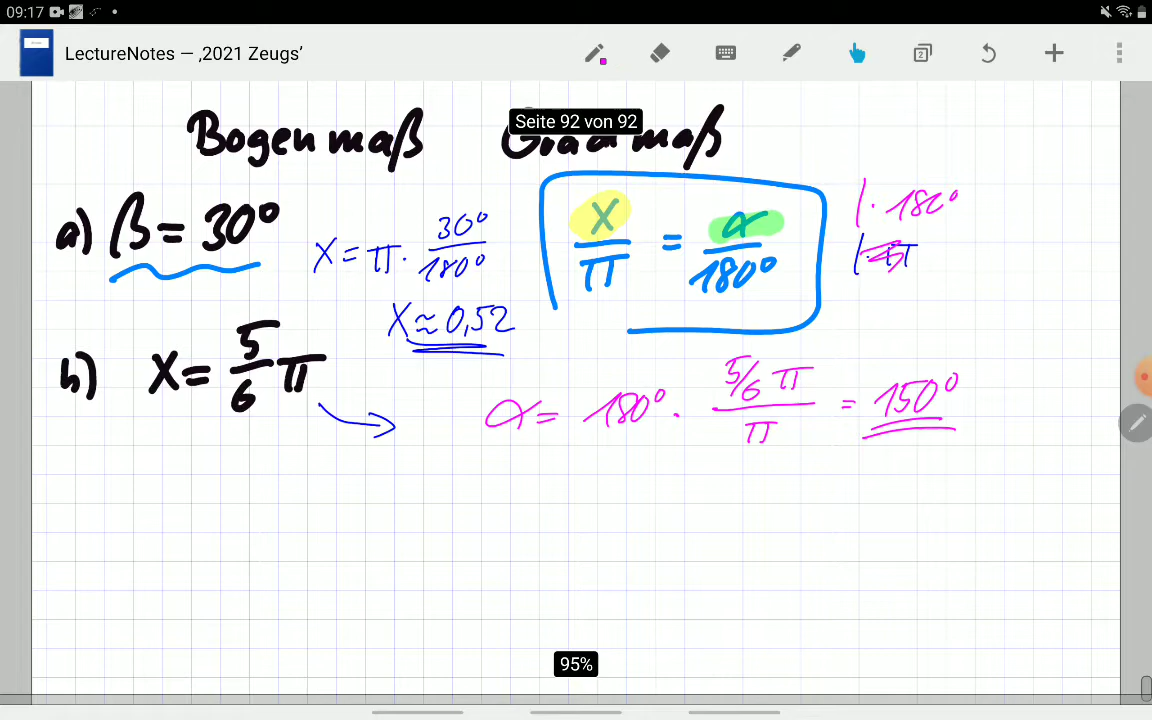 09:17
LectureNotes — ‚2021 Zeugs’
2
Seite 92 von 92
Bogenmaß Gradmaß
a) β = 30°
x = π · 30°/180°
x ≈ 0,52
x/π = α/180°
| · 180°
| · π
b) x = 5/6 π
α = 180° · (5/6 π)/π = 150°
95%